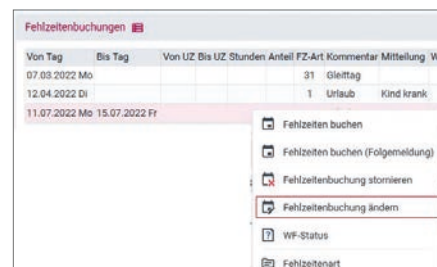 Fehlzeitenbuchungen
Von Tag Bis Tag Von UZ Bis UZ Stunden Anteil FZ-Art Kommentar Mitteilung W
07.03.2022 Mo 31 Gleittag
12.04.2022 Di 1 Urlaub Kind krank
11.07.2022 Mo 15.07.2022 Fr
Fehlzeiten buchen
Fehlzeiten buchen (Folgemeldung)
Fehlzeitenbuchung stornieren
Fehlzeitenbuchung ändern
WF-Status
Fehlzeitenart